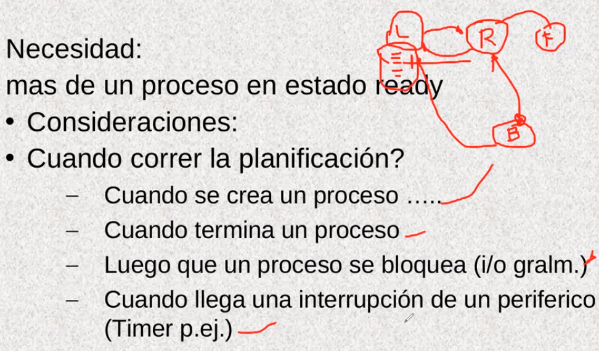 Necesidad:
mas de un proceso en estado ready
• Consideraciones:
• Cuando correr la planificación?
– Cuando se crea un proceso .....
– Cuando termina un proceso
– Luego que un proceso se bloquea (i/o gralm.)
– Cuando llega una interrupción de un periferico
(Timer p.ej.)
L
R
F
B